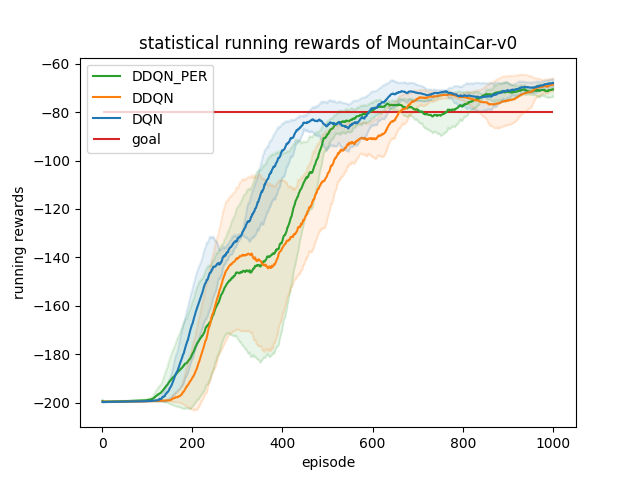 statistical running rewards of MountainCar-v0
DDQN_PER
DDQN
DQN
goal
−60
−80
−100
−120
−140
−160
−180
−200
running rewards
0
200
400
600
800
1000
episode